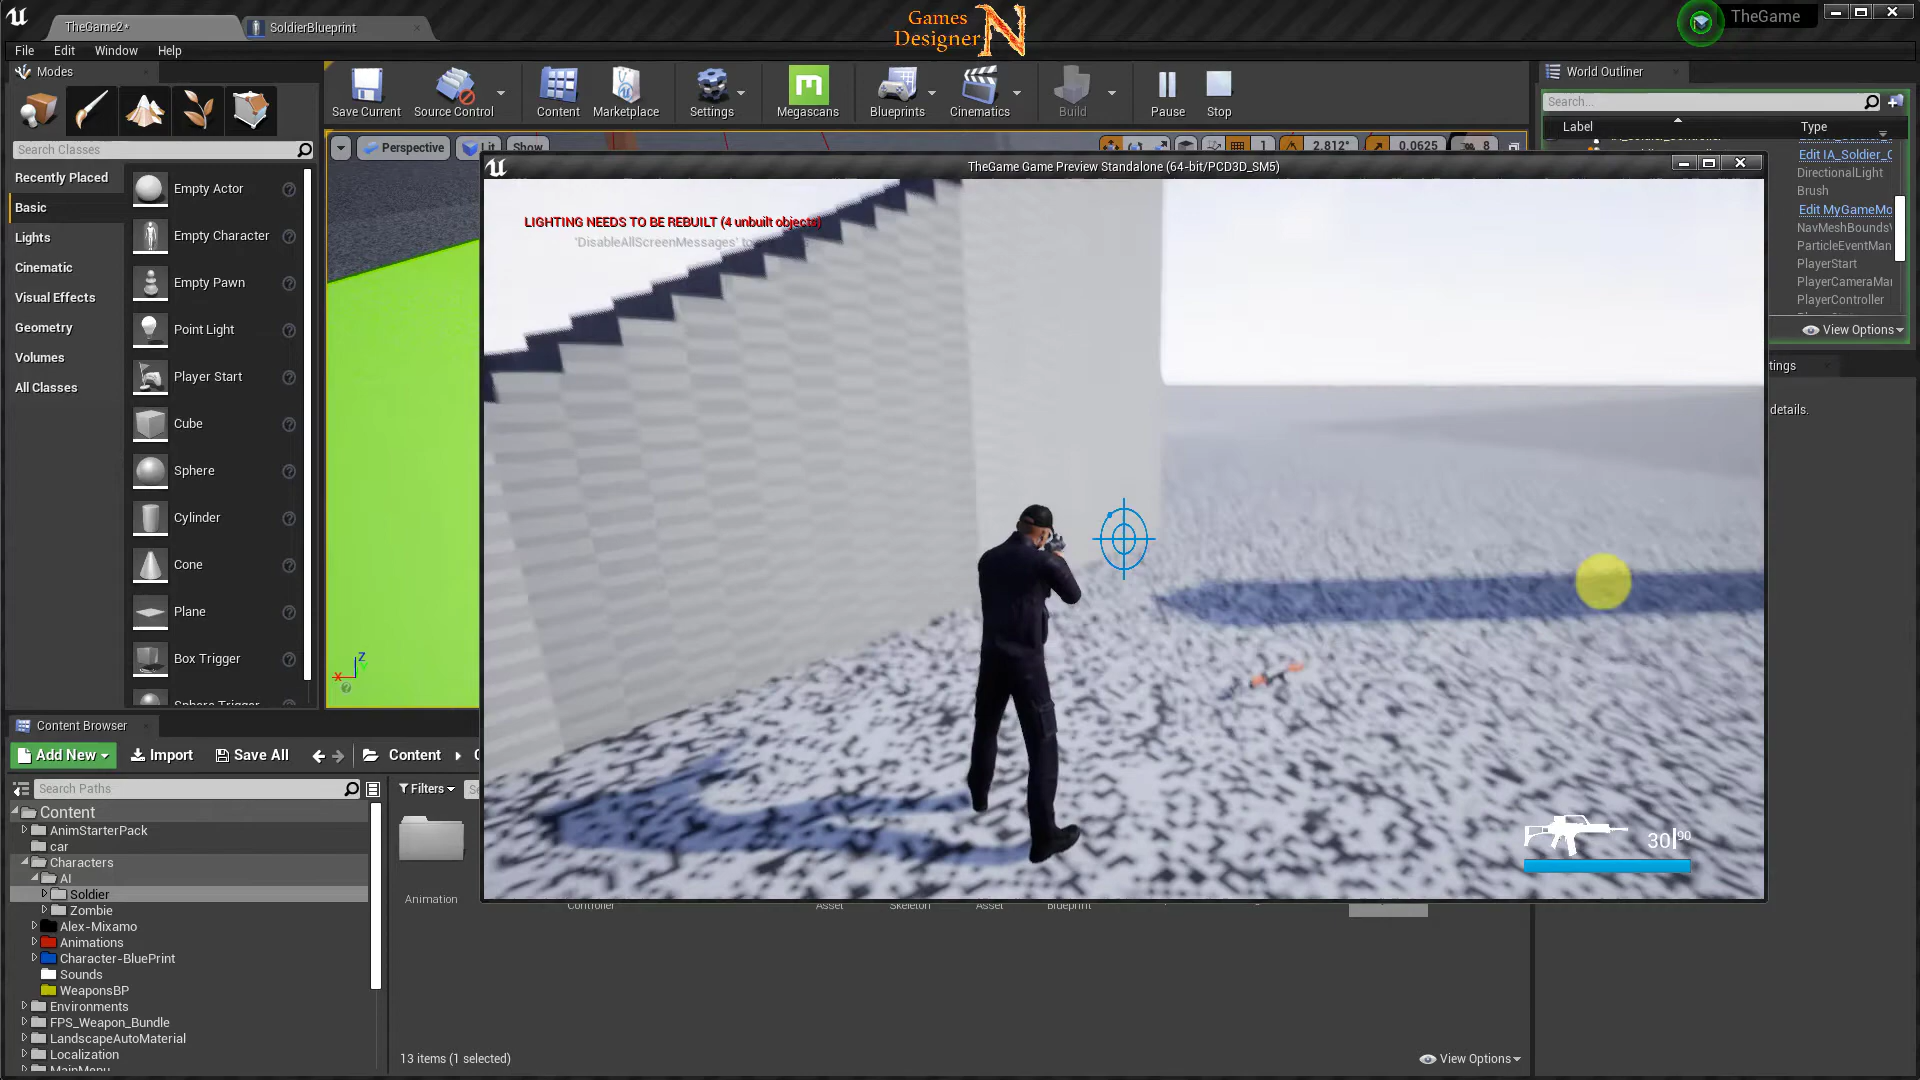 TheGame2*
SoldierBlueprint
Games
Designer N
TheGame
File Edit Window Help
Modes
World Outliner
Save Current
Source Control
Content
Marketplace
Settings
Megascans
Blueprints
Cinematics
Build
Pause
Stop
Search...
Label
Type
Search Classes
Perspective
Lit
Show
1
2.812°
0.0625
8
TheGame Game Preview Standalone (64-bit/PCD3D_SM5)
LIGHTING NEEDS TO BE REBUILT (4 unbuilt objects)
'DisableAllScreenMessages' to
Recently Placed
Basic
Lights
Cinematic
Visual Effects
Geometry
Volumes
All Classes
Empty Actor
Empty Character
Empty Pawn
Point Light
Player Start
Cube
Sphere
Cylinder
Cone
Plane
Box Trigger
Sphere Trigger
Edit IA_Soldier_C
DirectionalLight
Brush
Edit MyGameMo
NavMeshBoundsV
ParticleEventMan
PlayerStart
PlayerCameraMan
PlayerController
View Options
tings
details.
X
Z
30|90
Content Browser
Add New
Import
Save All
Content
Search Paths
Filters
Content
AnimStarterPack
car
Characters
AI
Soldier
Zombie
Alex-Mixamo
Animations
Character-BluePrint
Sounds
WeaponsBP
Environments
FPS_Weapon_Bundle
LandscapeAutoMaterial
Localization
MainMenu
Animation
Controller
Asset
Skeleton
Asset
Blueprint
13 items (1 selected)
View Options